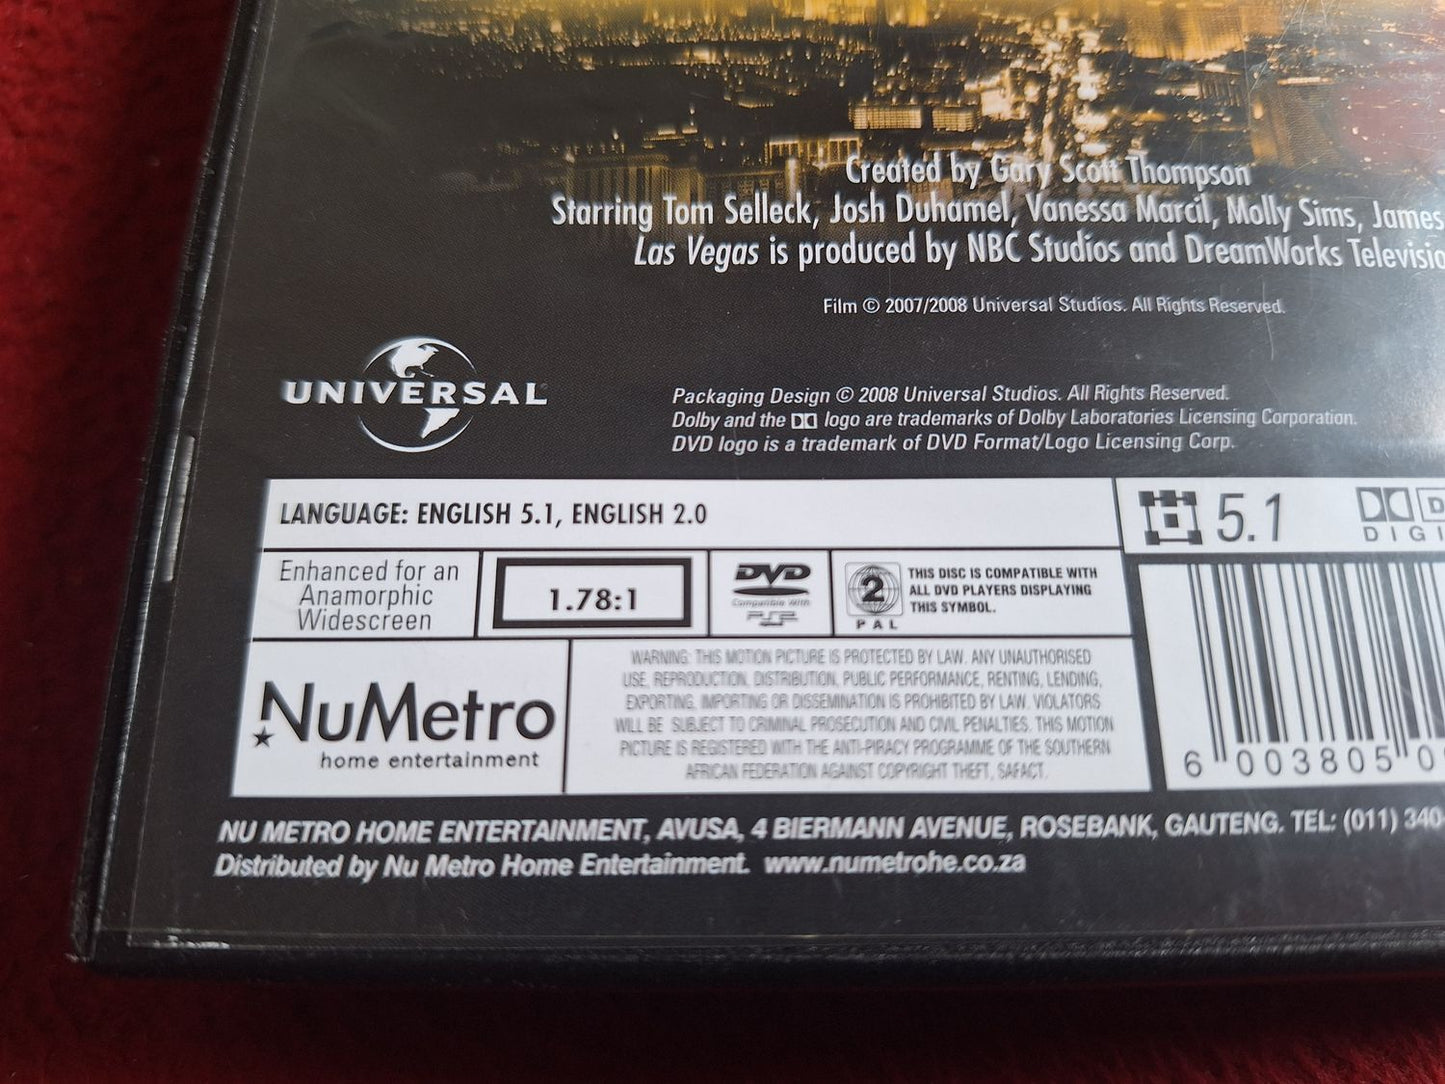 Created by Gary Scott Thompson
Starring Tom Selleck, Josh Duhamel, Vanessa Marcil, Molly Sims, James
Las Vegas is produced by NBC Studios and DreamWorks Televisio
Film © 2007/2008 Universal Studios. All Rights Reserved.
UNIVERSAL
Packaging Design © 2008 Universal Studios. All Rights Reserved.
Dolby and the logo are trademarks of Dolby Laboratories Licensing Corporation.
DVD logo is a trademark of DVD Format/Logo Licensing Corp.
LANGUAGE: ENGLISH 5.1, ENGLISH 2.0
5.1
D
DIGI
Enhanced for an
Anamorphic
Widescreen
1.78:1
DVD
Compatible With
PS2
2
PAL
THIS DISC IS COMPATIBLE WITH
ALL DVD PLAYERS DISPLAYING
THIS SYMBOL.
NuMetro
home entertainment
WARNING: THIS MOTION PICTURE IS PROTECTED BY LAW. ANY UNAUTHORISED
USE, REPRODUCTION, DISTRIBUTION, PUBLIC PERFORMANCE, RENTING, LENDING,
EXPORTING, IMPORTING OR DISSEMINATION IS PROHIBITED BY LAW. VIOLATORS
WILL BE SUBJECT TO CRIMINAL PROSECUTION AND CIVIL PENALTIES. THIS MOTION
PICTURE IS REGISTERED WITH THE ANTI-PIRACY PROGRAMME OF THE SOUTHERN
AFRICAN FEDERATION AGAINST COPYRIGHT THEFT, SAFACT.
6 003805 0
NU METRO HOME ENTERTAINMENT, AVUSA, 4 BIERMANN AVENUE, ROSEBANK, GAUTENG. TEL: (011) 340
Distributed by Nu Metro Home Entertainment. www.numetrohe.co.za